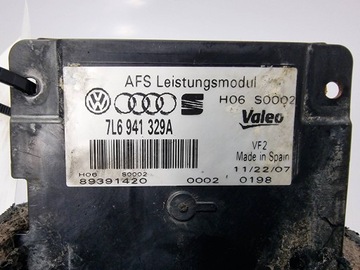 AFS Leistungsmodul
H06 S0002
7L6 941 329A
Valeo
VF2
Made in Spain
H06 S0002
11/22/07
89391420 0002 0198